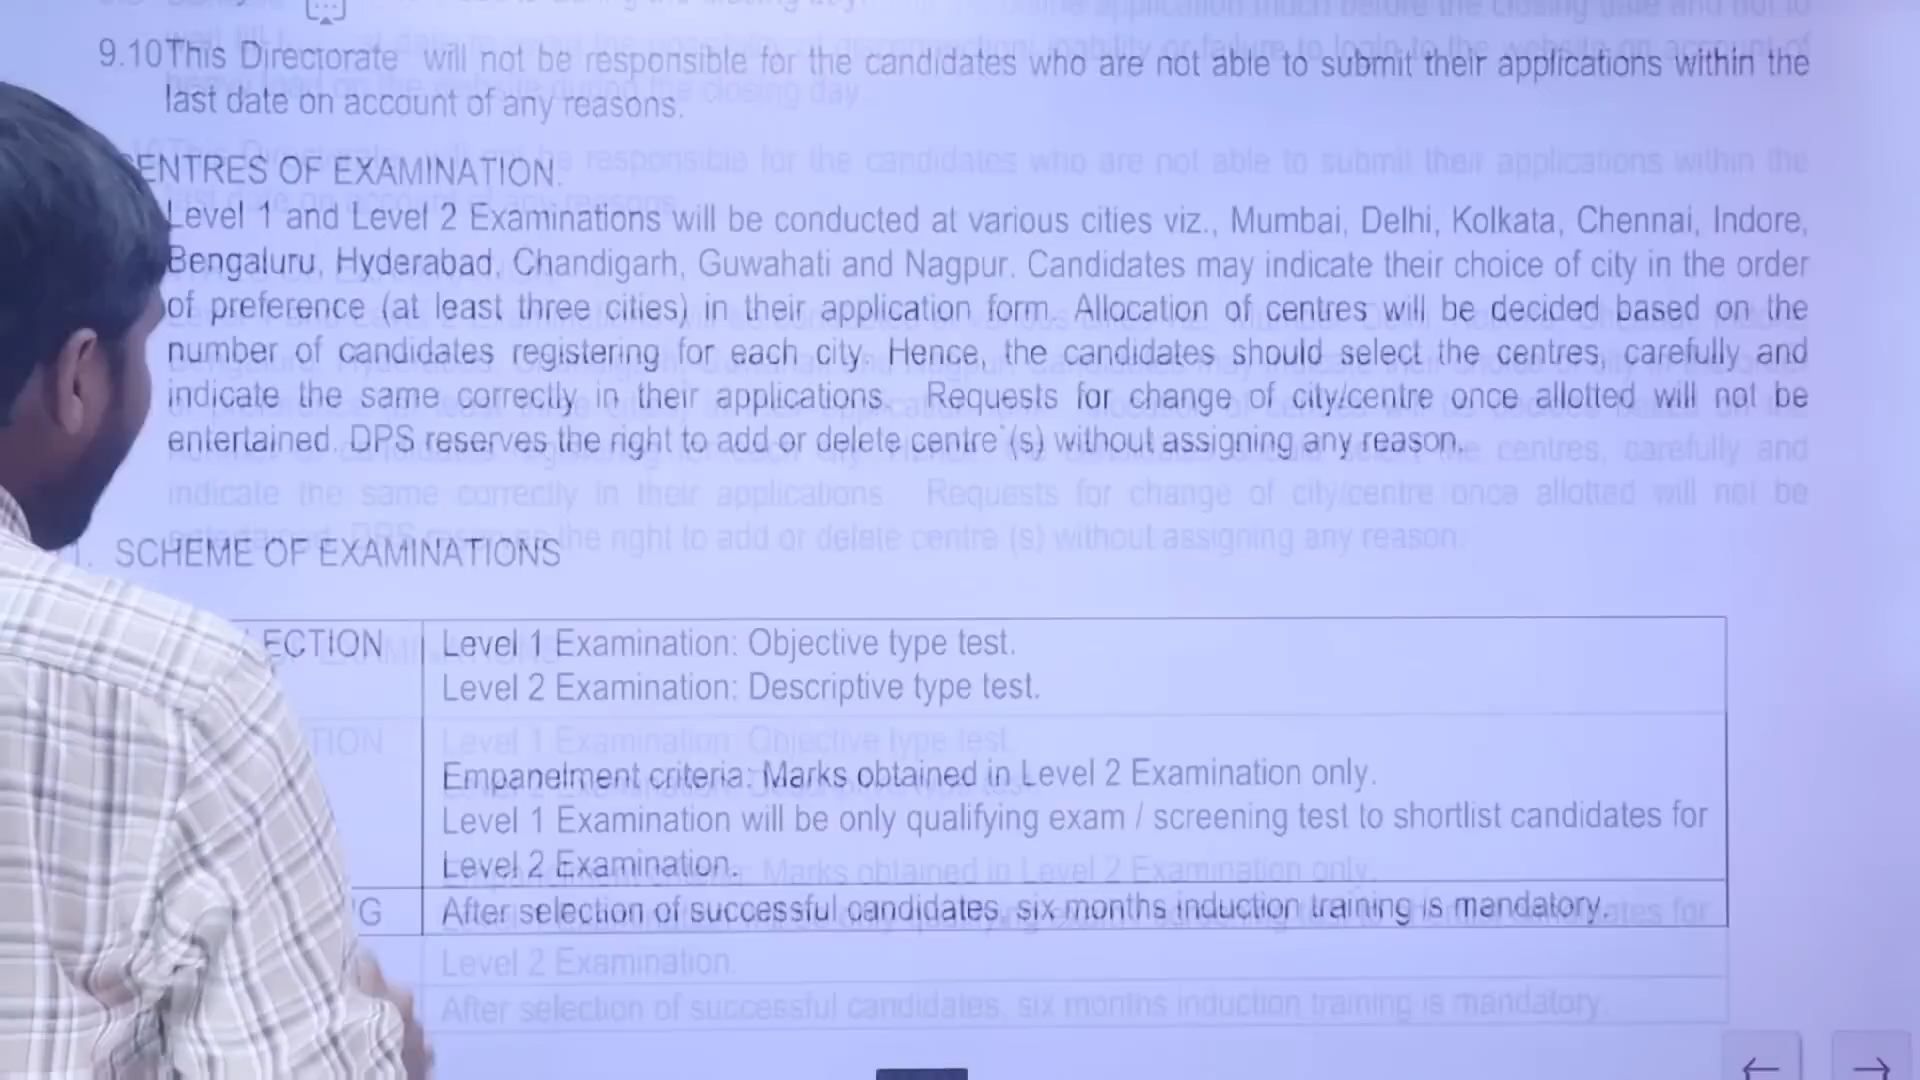 9.10 This Directorate will not be responsible for the candidates who are not able to submit their applications within the
last date on account of any reasons.
ENTRES OF EXAMINATION.
Level 1 and Level 2 Examinations will be conducted at various cities viz., Mumbai, Delhi, Kolkata, Chennai, Indore,
Bengaluru, Hyderabad, Chandigarh, Guwahati and Nagpur. Candidates may indicate their choice of city in the order
of preference (at least three cities) in their application form. Allocation of centres will be decided based on the
number of candidates registering for each city. Hence, the candidates should select the centres, carefully and
indicate the same correctly in their applications. Requests for change of city/centre once allotted will not be
entertained. DPS reserves the right to add or delete centre (s) without assigning any reason.
SCHEME OF EXAMINATIONS
ECTION Level 1 Examination: Objective type test.
Level 2 Examination: Descriptive type test.
Empanelment criteria: Marks obtained in Level 2 Examination only.
Level 1 Examination will be only qualifying exam / screening test to shortlist candidates for
Level 2 Examination.
G After selection of successful candidates, six months induction training is mandatory.